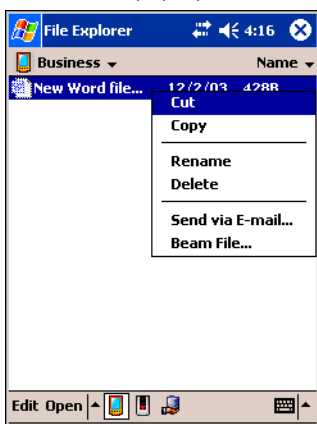 File Explorer 4:16
Business Name
New Word file... 12/2/03 428B
Cut
Copy
Rename
Delete
Send via E-mail...
Beam File...
Edit Open